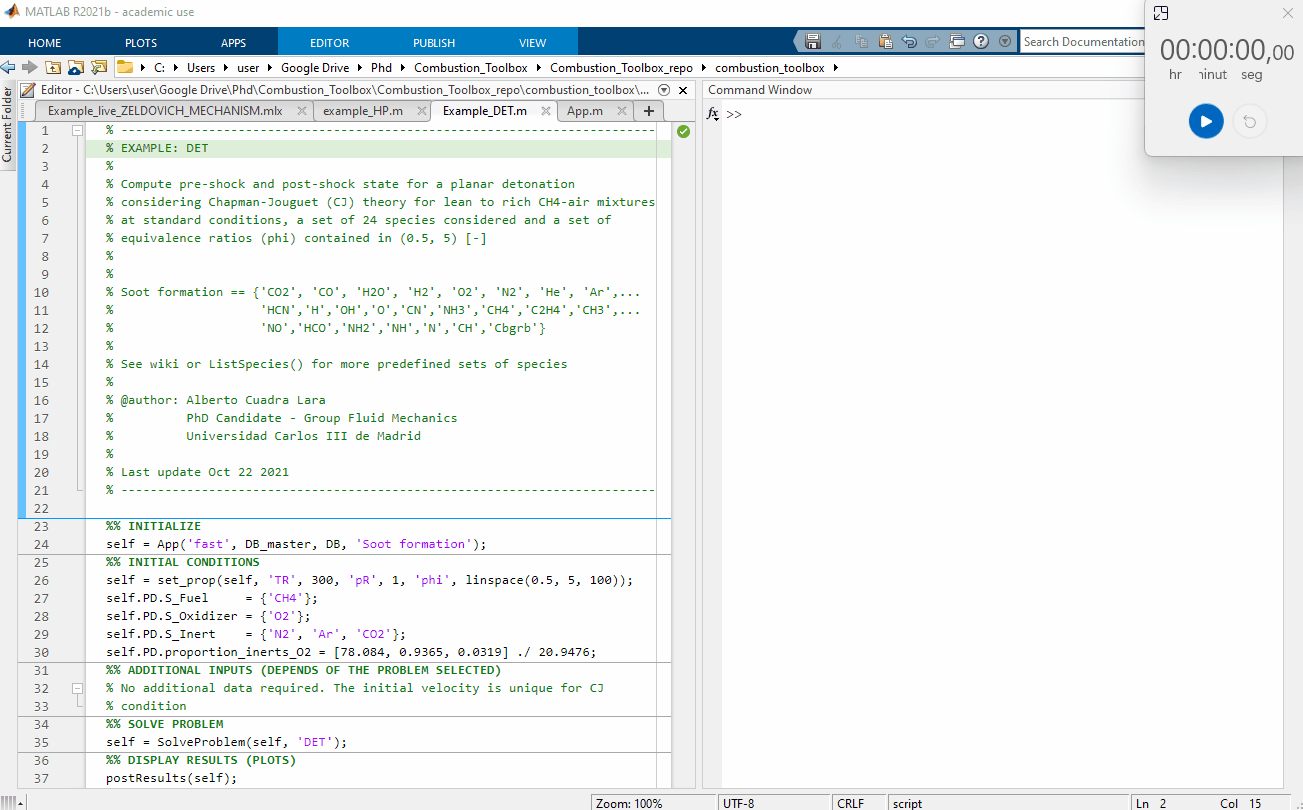 MATLAB R2021b - academic use
HOME PLOTS APPS EDITOR PUBLISH VIEW
Search Documentation
C: Users user Google Drive Phd Combustion_Toolbox Combustion_Toolbox_repo combustion_toolbox
Current Folder
Editor - C:\Users\user\Google Drive\Phd\Combustion_Toolbox\Combustion_Toolbox_repo\combustion_toolbox\...
Example_live_ZELDOVICH_MECHANISM.mlx example_HP.m Example_DET.m App.m +
1 % -------------------------------------------------------------------------
2 % EXAMPLE: DET
3 %
4 % Compute pre-shock and post-shock state for a planar detonation
5 % considering Chapman-Jouguet (CJ) theory for lean to rich CH4-air mixtures
6 % at standard conditions, a set of 24 species considered and a set of
7 % equivalence ratios (phi) contained in (0.5, 5) [-]
8 %
9 %
10 % Soot formation == {'CO2', 'CO', 'H2O', 'H2', 'O2', 'N2', 'He', 'Ar',...
11 % 'HCN','H','OH','O','CN','NH3','CH4','C2H4','CH3',...
12 % 'NO','HCO','NH2','NH','N','CH','Cbgrb'}
13 %
14 % See wiki or ListSpecies() for more predefined sets of species
15 %
16 % @author: Alberto Cuadra Lara
17 % PhD Candidate - Group Fluid Mechanics
18 % Universidad Carlos III de Madrid
19 %
20 % Last update Oct 22 2021
21 % -------------------------------------------------------------------------
22
23 %% INITIALIZE
24 self = App('fast', DB_master, DB, 'Soot formation');
25 %% INITIAL CONDITIONS
26 self = set_prop(self, 'TR', 300, 'pR', 1, 'phi', linspace(0.5, 5, 100));
27 self.PD.S_Fuel = {'CH4'};
28 self.PD.S_Oxidizer = {'O2'};
29 self.PD.S_Inert = {'N2', 'Ar', 'CO2'};
30 self.PD.proportion_inerts_O2 = [78.084, 0.9365, 0.0319] ./ 20.9476;
31 %% ADDITIONAL INPUTS (DEPENDS OF THE PROBLEM SELECTED)
32 % No additional data required. The initial velocity is unique for CJ
33 % condition
34 %% SOLVE PROBLEM
35 self = SolveProblem(self, 'DET');
36 %% DISPLAY RESULTS (PLOTS)
37 postResults(self);
Command Window
fx >>
00:00:00,00
hr minut seg
Zoom: 100% UTF-8 CRLF script Ln 2 Col 15